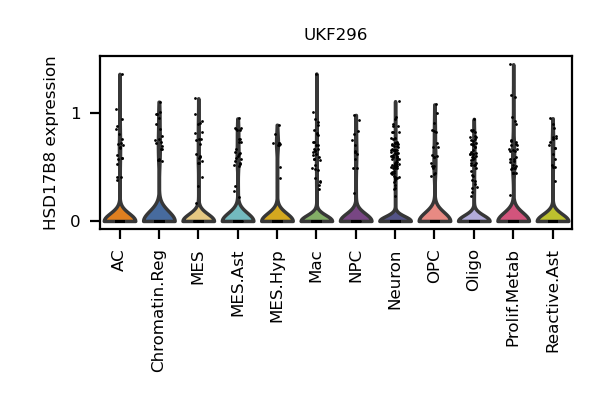 UKF296
HSD17B8 expression
1
0
AC
Chromatin.Reg
MES
MES.Ast
MES.Hyp
Mac
NPC
Neuron
OPC
Oligo
Prolif.Metab
Reactive.Ast